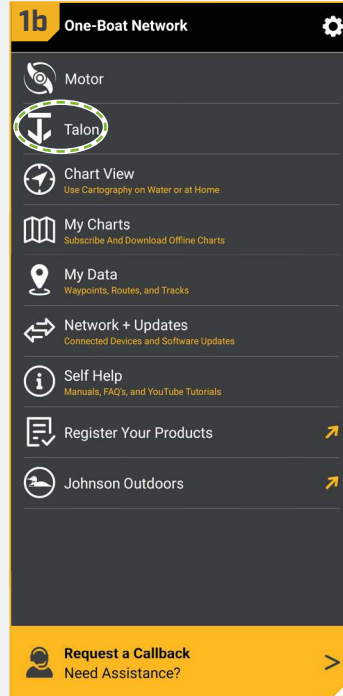 1b
One-Boat Network
Motor
Talon
Chart View
Use Cartography on Water or at Home
My Charts
Subscribe And Download Offline Charts
My Data
Waypoints, Routes, and Tracks
Network + Updates
Connected Devices and Software Updates
Self Help
Manuals, FAQ's, and YouTube Tutorials
Register Your Products
Johnson Outdoors
Request a Callback
Need Assistance?